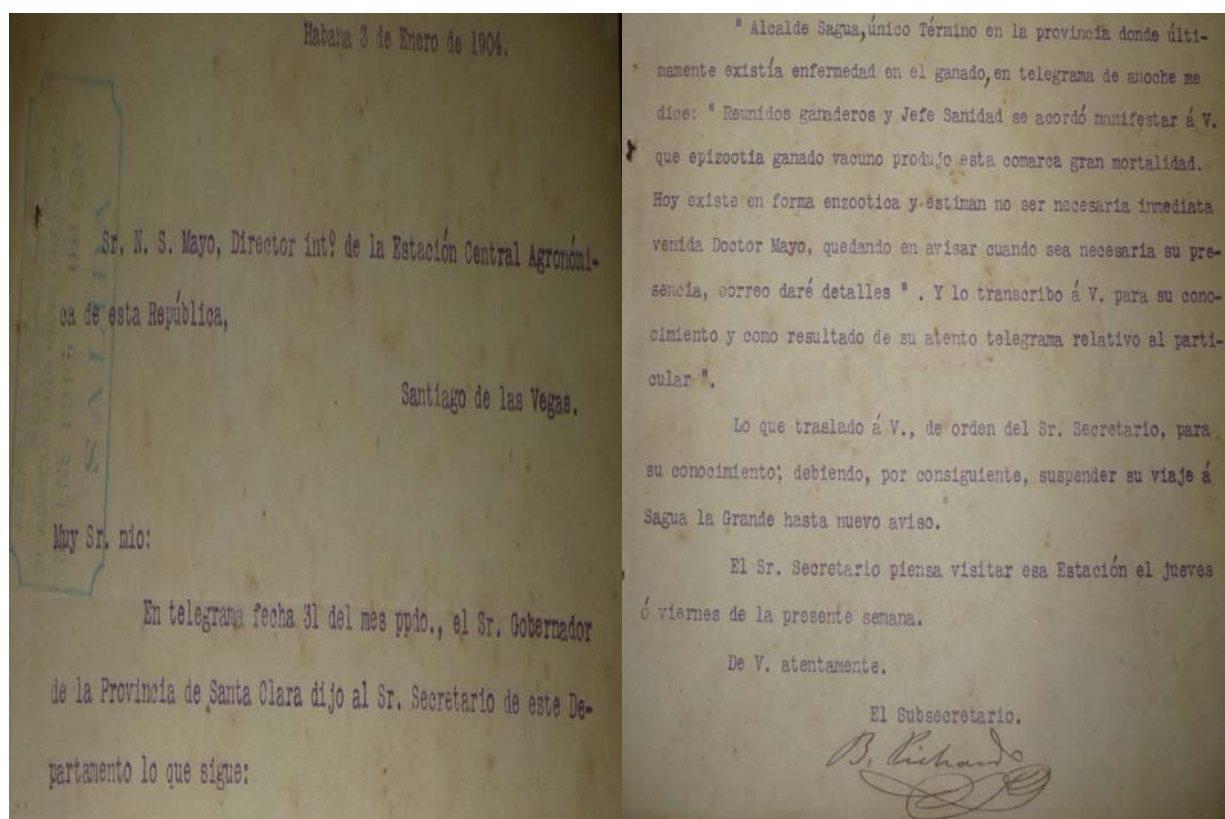 Habana 3 de Enero de 1904.
SALIDA
Sr. N. S. Mayo, Director intº. de la Estación Central Agronómi-
ca de esta República,
Santiago de las Vegas.
Muy Sr. mio:
En telegrama fecha 31 del mes ppdo., el Sr. Gobernador
de la Provincia de Santa Clara dijo al Sr. Secretario de este De-
partamento lo que sigue:
" Alcalde Sagua,único Término en la provincia donde últi-
mamente existía enfermedad en el ganado,en telegrama de anoche me
dice: " Reunidos ganaderos y Jefe Sanidad se acordó manifestar á V.
que epizootia ganado vacuno produjo esta comarca gran mortalidad.
Hoy existe en forma enzootica y estiman no ser necesaria inmediata
venida Doctor Mayo, quedando en avisar cuando sea necesaria su pre-
sencia, correo daré detalles " . Y lo transcribo á V. para su cono-
cimiento y como resultado de su atento telegrama relativo al parti-
cular ".
Lo que traslado á V., de orden del Sr. Secretario, para
su conocimiento; debiendo, por consiguiente, suspender su viaje á
Sagua la Grande hasta nuevo aviso.
El Sr. Secretario piensa visitar esa Estación el jueves
ó viernes de la presente semana.
De V. atentamente.
El Subsecretario.